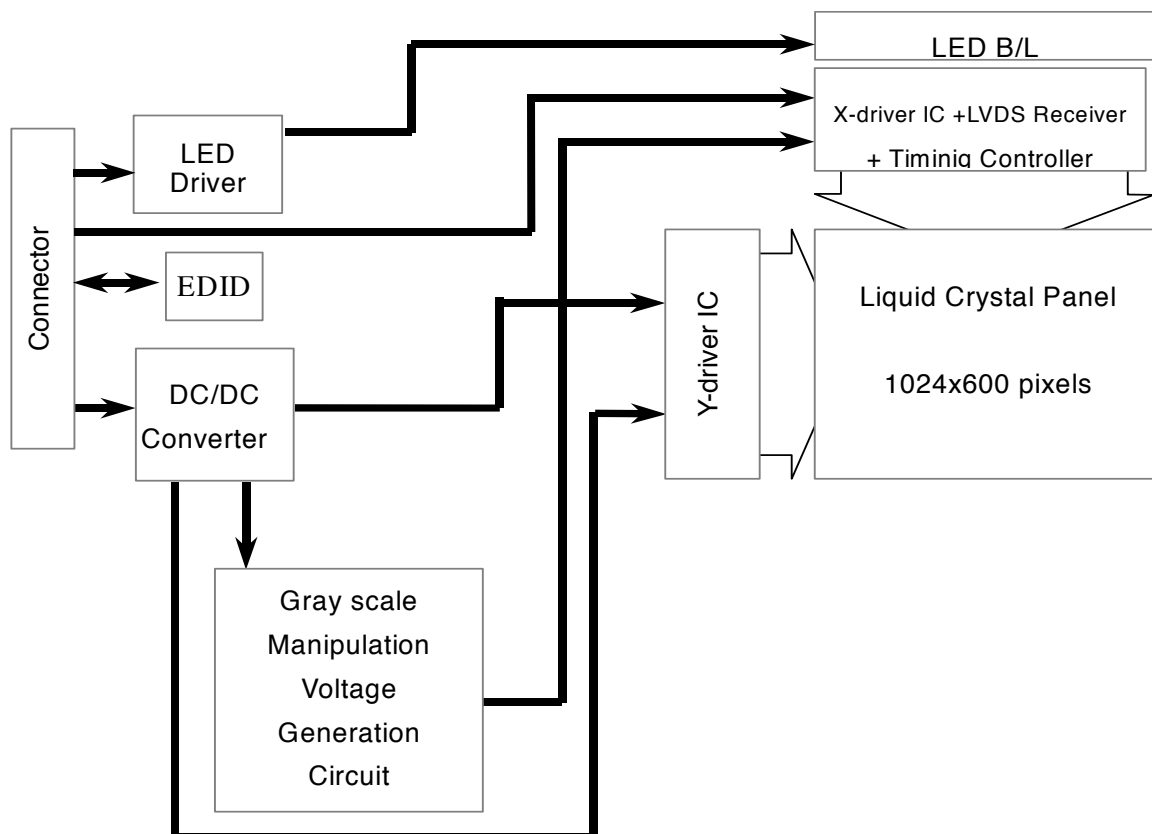 LED B/L
X-driver IC +LVDS Receiver
+ Timiniq Controller
LED
Driver
Connector
EDID
Y-driver IC
Liquid Crystal Panel
1024x600 pixels
DC/DC
Converter
Gray scale
Manipulation
Voltage
Generation
Circuit